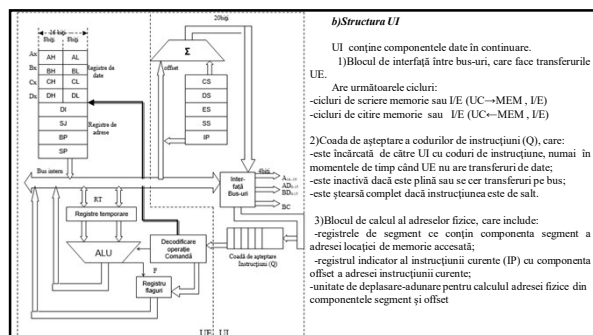 16 biți
8biți 8biți
20biți
Σ
offset
Ax AH AL
Bx BH BL
Cx CH CL
Dx DH DL
Registre de
date
DI
SJ
BP
SP
Registre de
adrese
CS
DS
ES
SS
IP
Bus intern
Inter-
față
Bus-uri
4biți
BC
RT
Registre temporare
ALU
Decodificare
operație
Comandă
Coadă de aștepare
Instrucțiuni (Q)
F
Registru
flaguri
UE UI
b)Structura UI
UI conține componentele date în continuare.
1)Blocul de interfață între bus-uri, care face transferurile
UE.
Are următoarele cicluri:
-cicluri de scriere memorie sau I/E (UC→MEM , I/E)
-cicluri de citire memorie sau I/E (UC←MEM , I/E)
2)Coada de așteptare a codurilor de instrucțiuni (Q), care:
-este încărcată de către UI cu coduri de instrucțiune, numai în
momentele de timp când UE nu are transferuri de date;
-este inactivă dacă este plină sau se cer transferuri pe bus;
-este ștearsă complet dacă instrucțiunea este de salt.
3)Blocul de calcul al adreselor fizice, care include:
-registrele de segment ce conțin componenta segment a
adresei locației de memorie accesată;
-registrul indicator al instrucțiunii curente (IP) cu componenta
offset a adresei instrucțiunii curente;
-unitate de deplasare-adunare pentru calculul adresei fizice din
componentele segment și offset